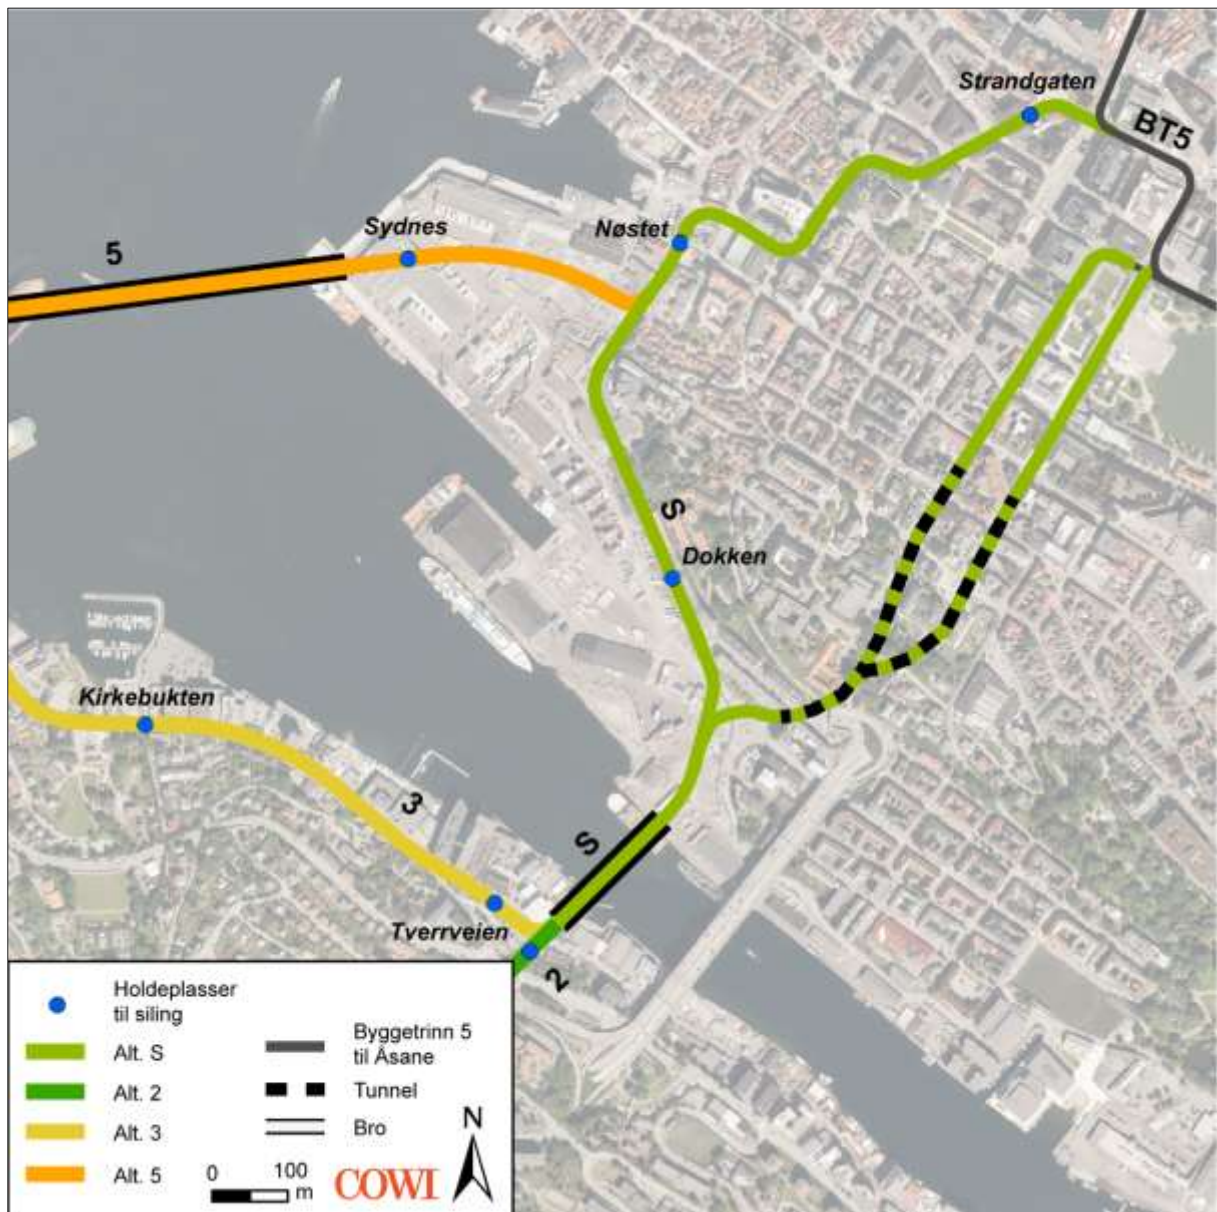 Strandgaten
BT5
Sydnes
Nøstet
5
S
Dokken
Kirkebukten
3
S
Tverrveien
2
Holdeplasser
til siling
Alt. S
Alt. 2
Alt. 3
Alt. 5
Byggetrinn 5
til Åsane
Tunnel
Bro
N
0 100
m
COWI